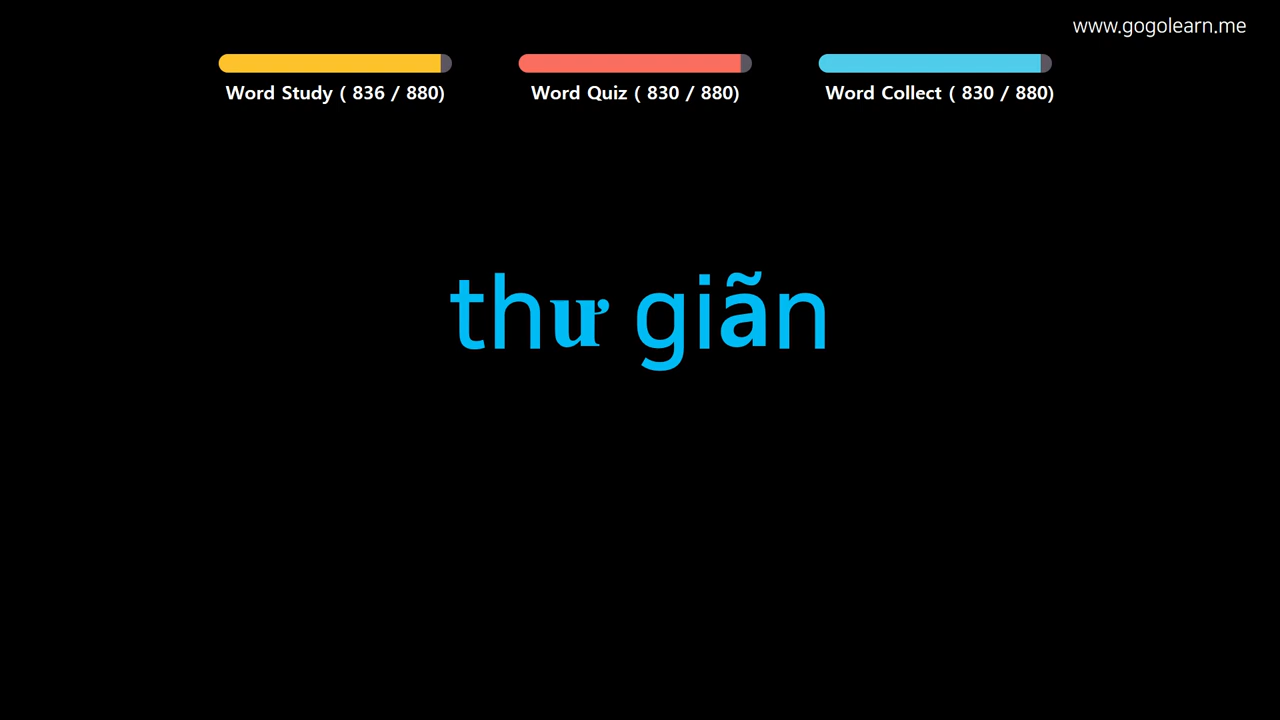 www.gogolearn.me
Word Study ( 836 / 880)
Word Quiz ( 830 / 880)
Word Collect ( 830 / 880)
thư giãn